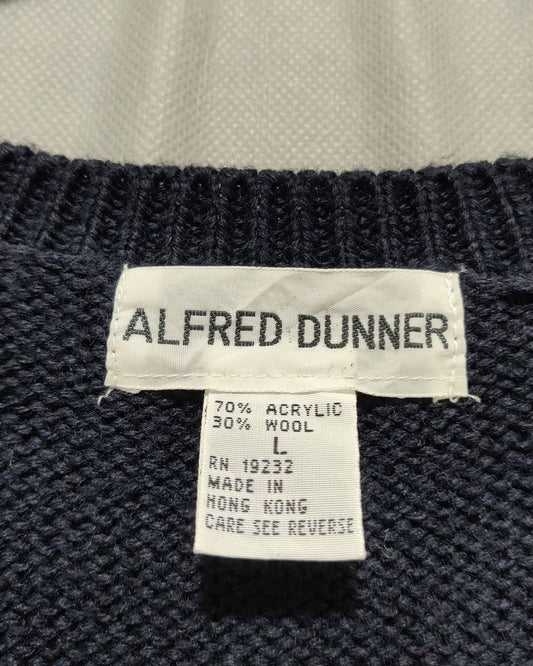 ALFRED DUNNER
70% ACRYLIC
30% WOOL
L
RN 19232
MADE IN
HONG KONG
CARE SEE REVERSE